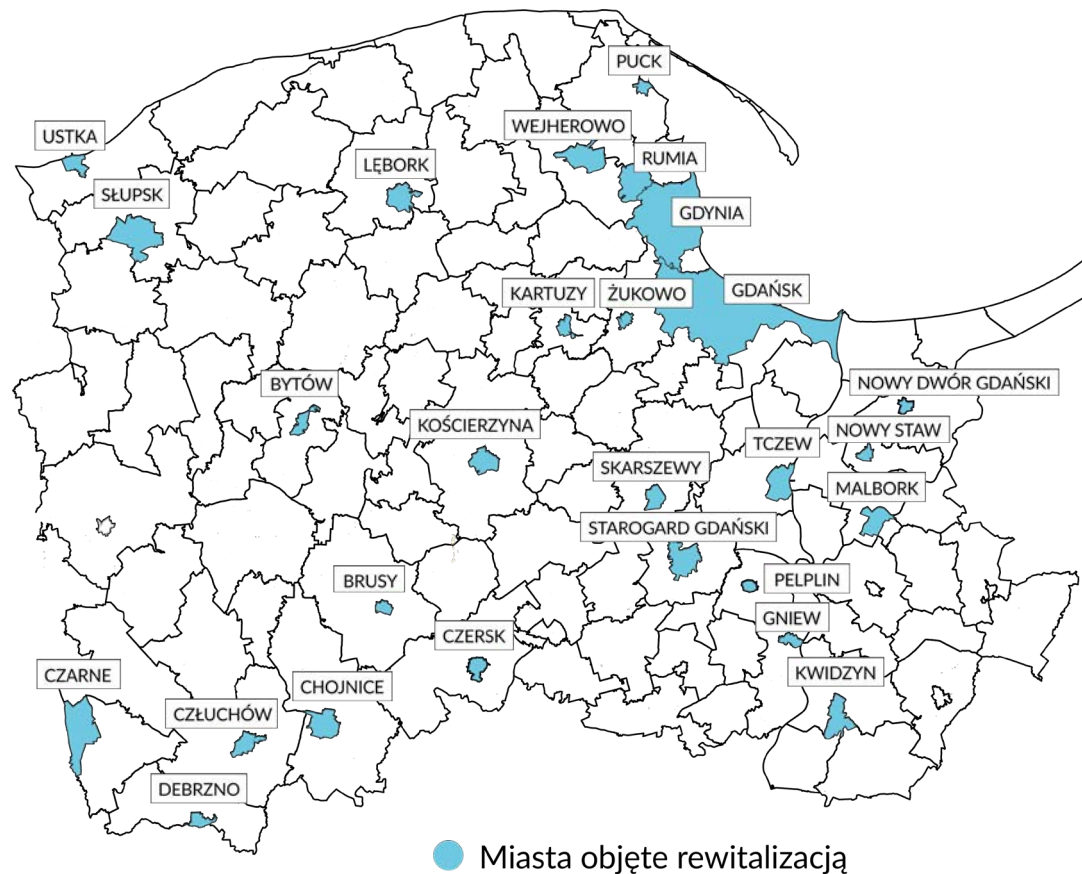 PUCK
USTKA
WEJHEROWO
LĘBORK
RUMIA
SŁUPSK
GDYNIA
KARTUZY
ŻUKOWO
GDAŃSK
BYTÓW
NOWY DWÓR GDAŃSKI
KOŚCIERZYNA
NOWY STAW
TCZEW
SKARSZEWY
MALBORK
STAROGARD GDAŃSKI
BRUSY
PELPLIN
GNIEW
CZERSK
CZARNE
KWIDZYN
CHOJNICE
CZŁUCHÓW
DEBRZNO
Miasta objęte rewitalizacją